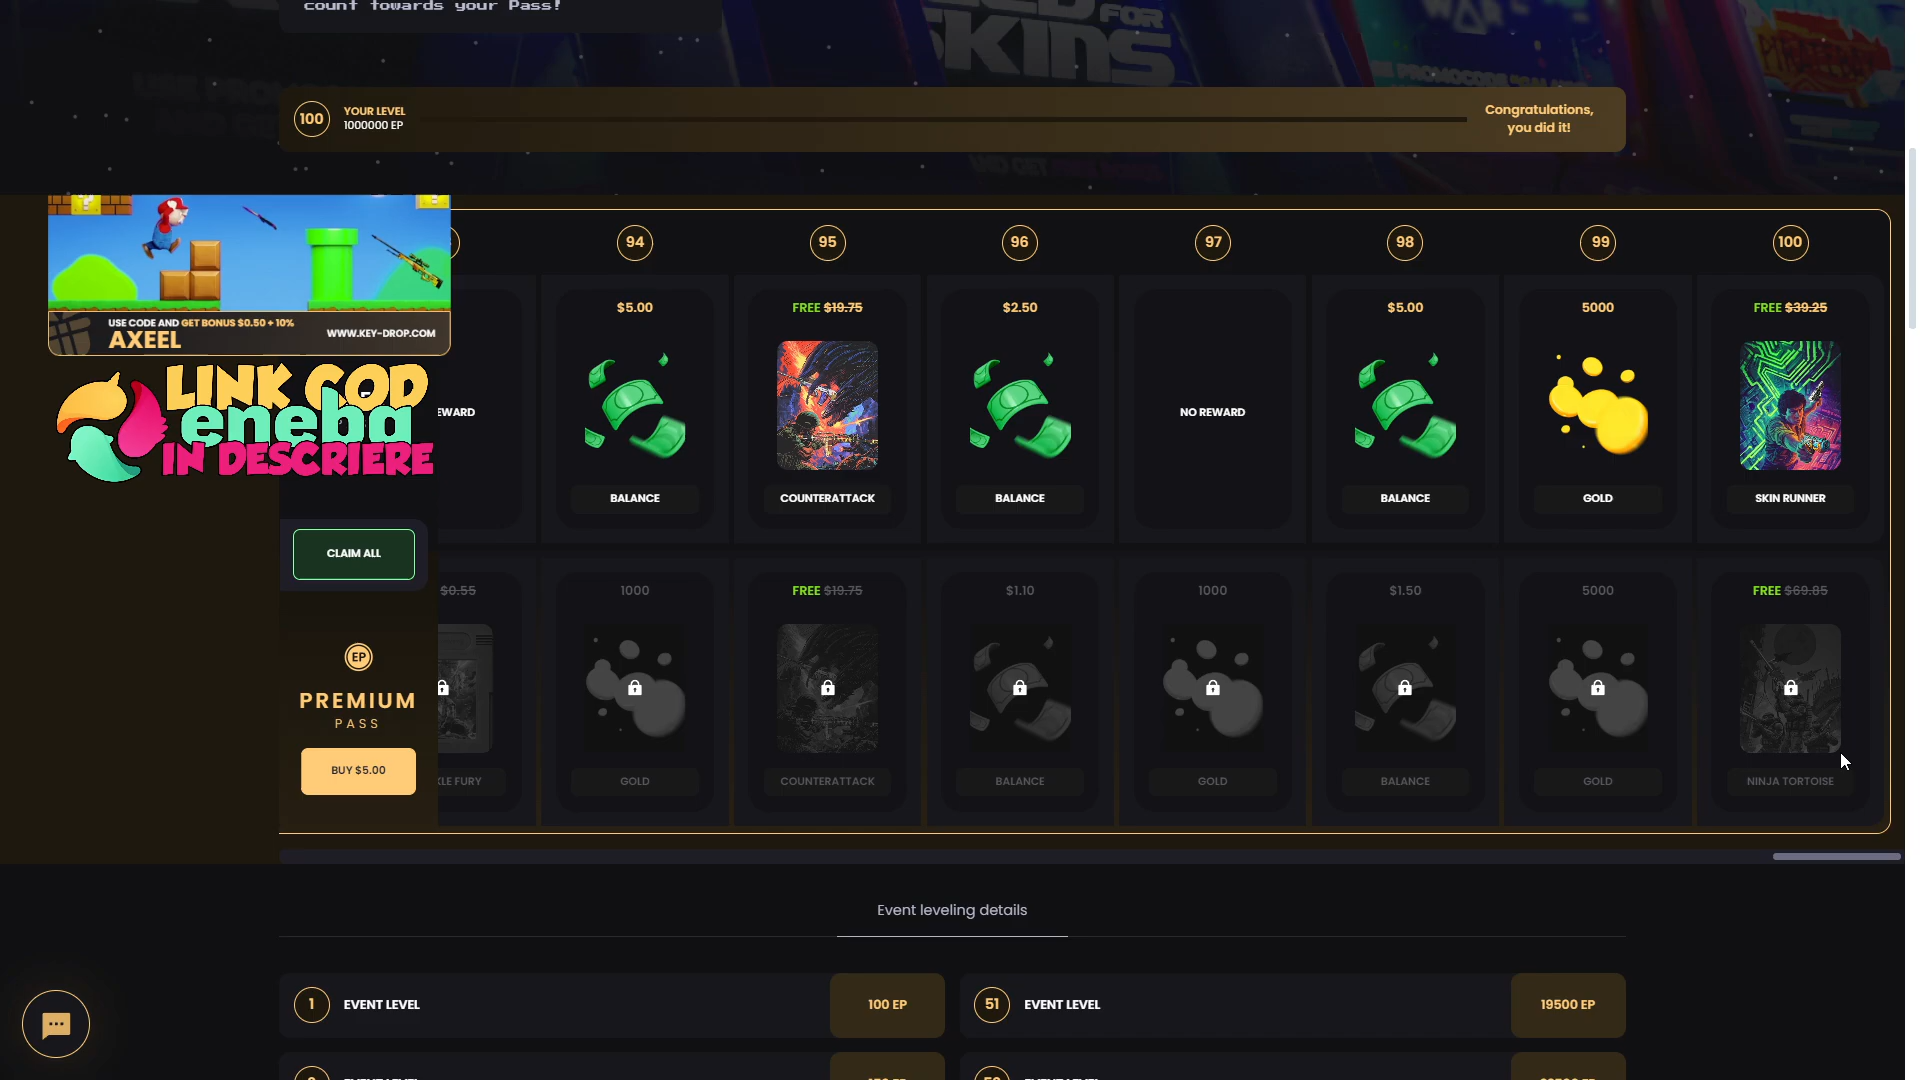 count towards your Pass!
FOR
SKINS
100
YOUR LEVEL
1000000 EP
Congratulations,
you did it!
USE CODE AND GET BONUS $0.50 + 10%
AXEEL
WWW.KEY-DROP.COM
LINK COD
eneba
IN DESCRIERE
94
95
96
97
98
99
100
EWARD
$5.00
BALANCE
FREE $19.75
COUNTERATTACK
$2.50
BALANCE
NO REWARD
$5.00
BALANCE
5000
GOLD
FREE $39.25
SKIN RUNNER
CLAIM ALL
EP
PREMIUM
PASS
BUY $5.00
$0.55
KLE FURY
1000
GOLD
FREE $19.75
COUNTERATTACK
$1.10
BALANCE
1000
GOLD
$1.50
BALANCE
5000
GOLD
FREE $69.85
NINJA TORTOISE
Event leveling details
1
EVENT LEVEL
100 EP
51
EVENT LEVEL
19500 EP